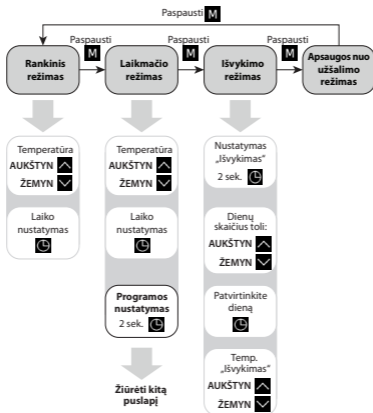 Paspausti M
Paspausti
M
Paspausti
M
Paspausti
M
Rankinis
režimas
Laikmačio
režimas
Išvykimo
režimas
Apsaugos nuo
užšalimo
režimas
Temperatūra
AUKŠTYN
ŽEMYN
Laiko
nustatymas
Temperatūra
AUKŠTYN
ŽEMYN
Laiko
nustatymas
Programos
nustatymas
2 sek.
Žiūrėti kitą
puslapį
Nustatymas
„Išvykimas“
2 sek.
Dienų
skaičius toli:
AUKŠTYN
ŽEMYN
Patvirtinkite
dieną
Temp.
„Išvykimas“
AUKŠTYN
ŽEMYN